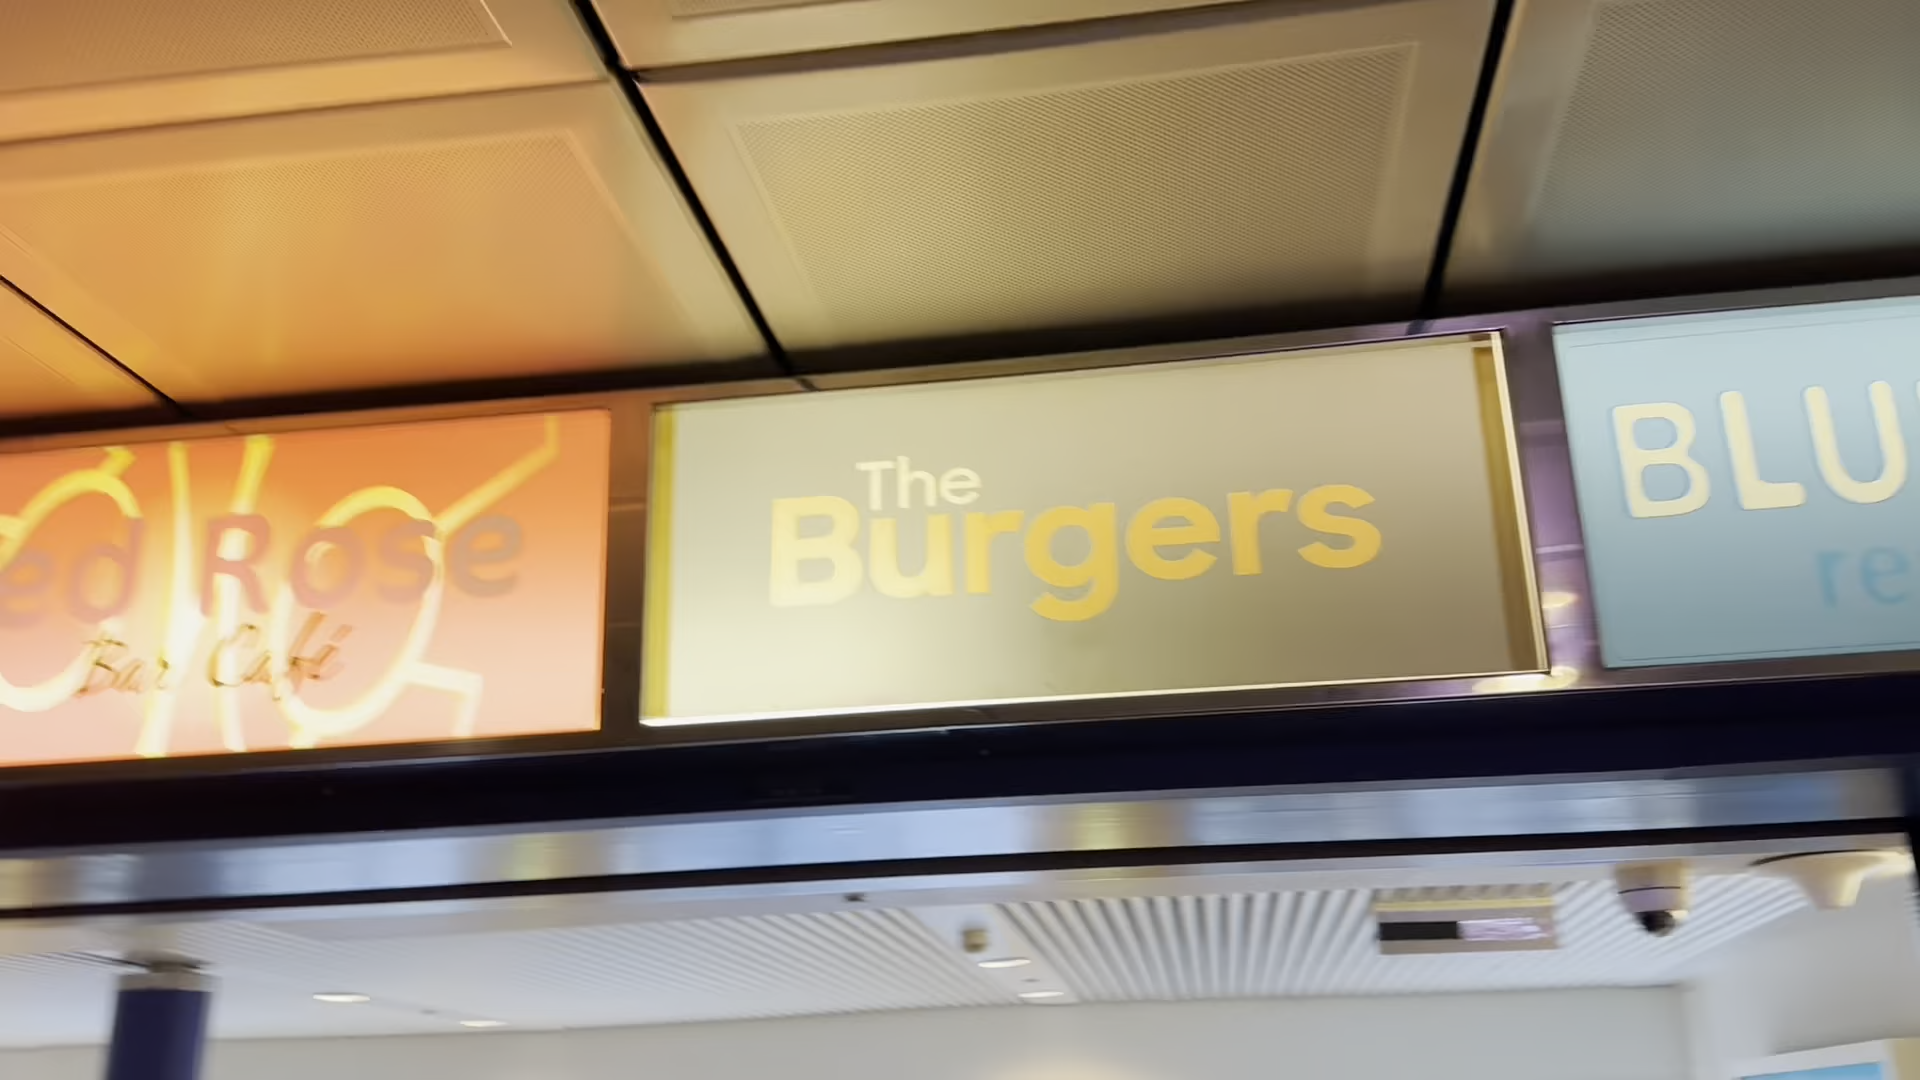 ed Rose
Bar Café
The
Burgers
BLU
re